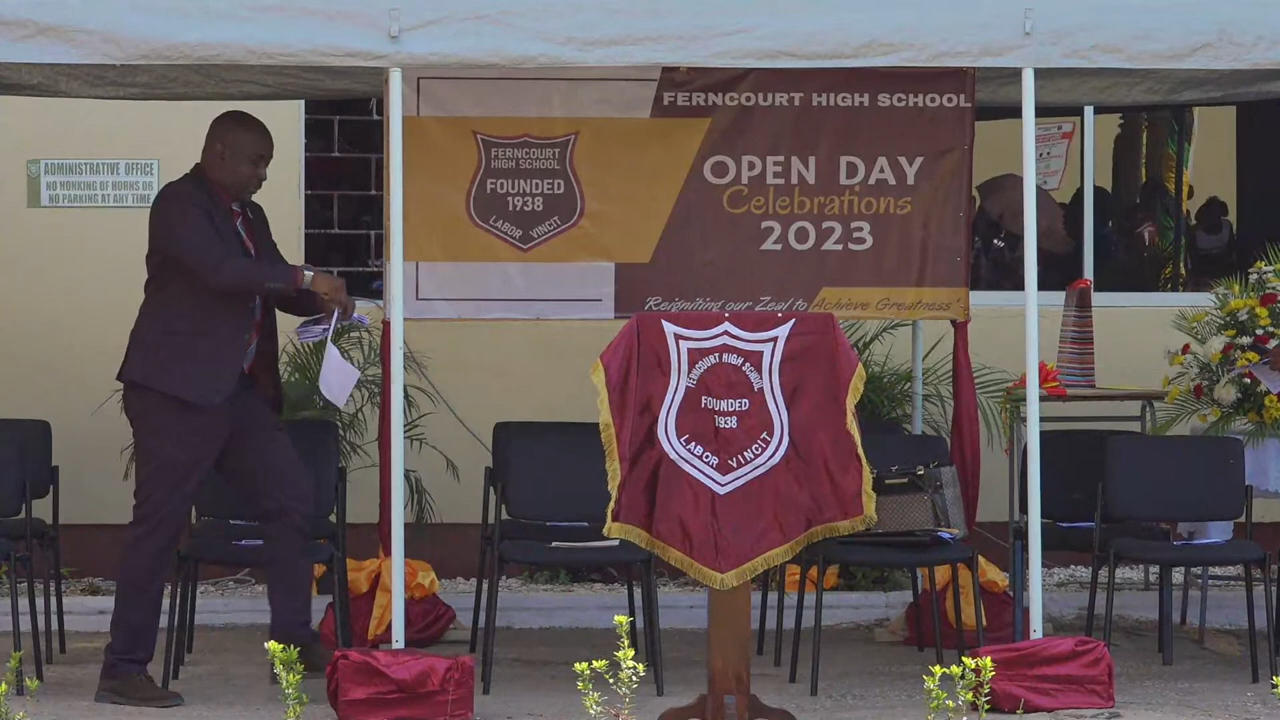 ADMINISTRATIVE OFFICE
NO HONKING OF HORNS OR
NO PARKING AT ANY TIME
FERNCOURT HIGH SCHOOL
FERNCOURT
HIGH SCHOOL
FOUNDED
1938
LABOR VINCIT
OPEN DAY
Celebrations
2023
'Reigniting our Zeal to Achieve Greatness'
FERNCOURT HIGH SCHOOL
FOUNDED
1938
LABOR VINCIT